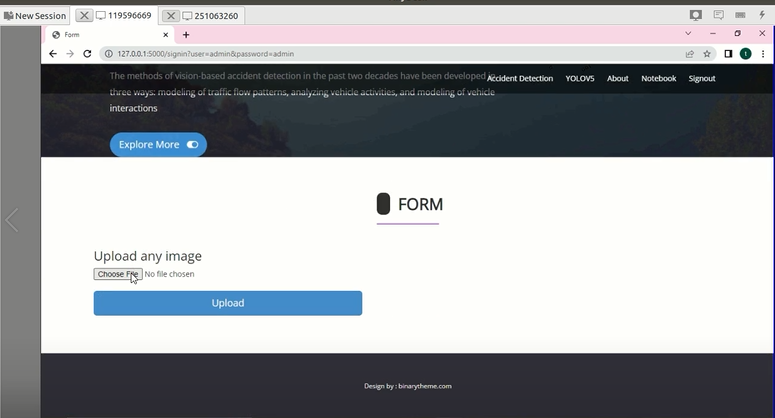 New Session
119596669
251063260
Form
127.0.0.1:5000/signin?user=admin&password=admin
t
Accident Detection YOLOV5 About Notebook Signout
The methods of vision-based accident detection in the past two decades have been developed
three ways: modeling of traffic flow patterns, analyzing vehicle activities, and modeling of vehicle
interactions
Explore More
FORM
Upload any image
Choose File No file chosen
Upload
Design by : binarytheme.com